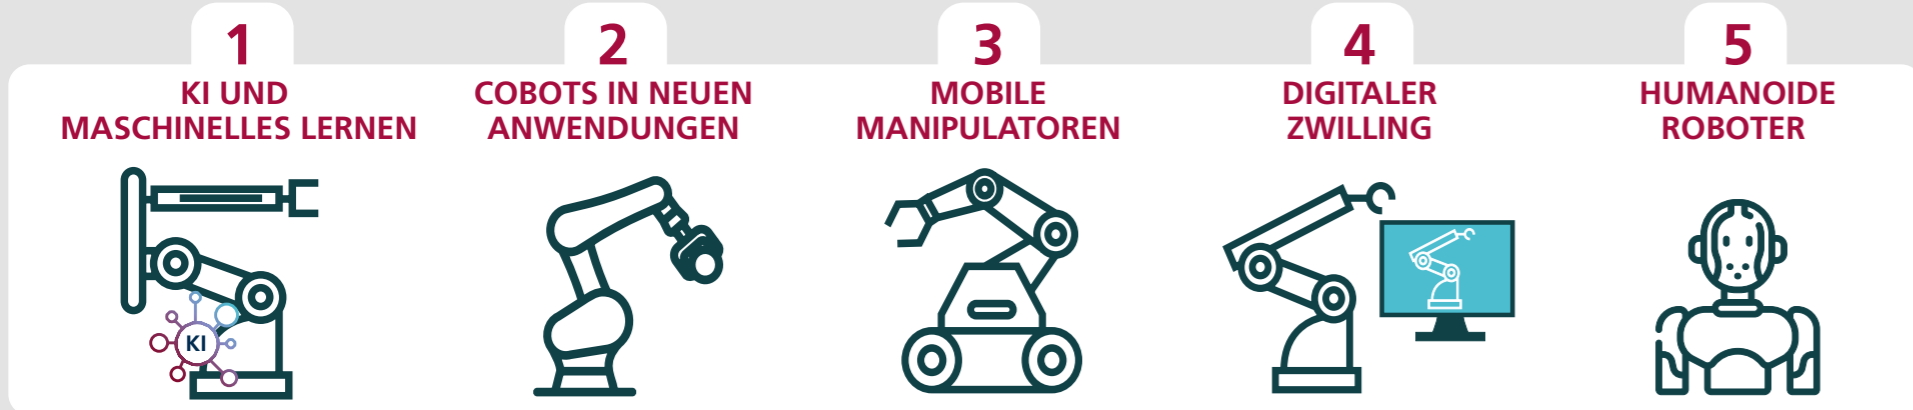 1
KI UND
MASCHINELLES LERNEN
KI
2
COBOTS IN NEUEN
ANWENDUNGEN
3
MOBILE
MANIPULATOREN
4
DIGITALER
ZWILLING
5
HUMANOIDE
ROBOTER